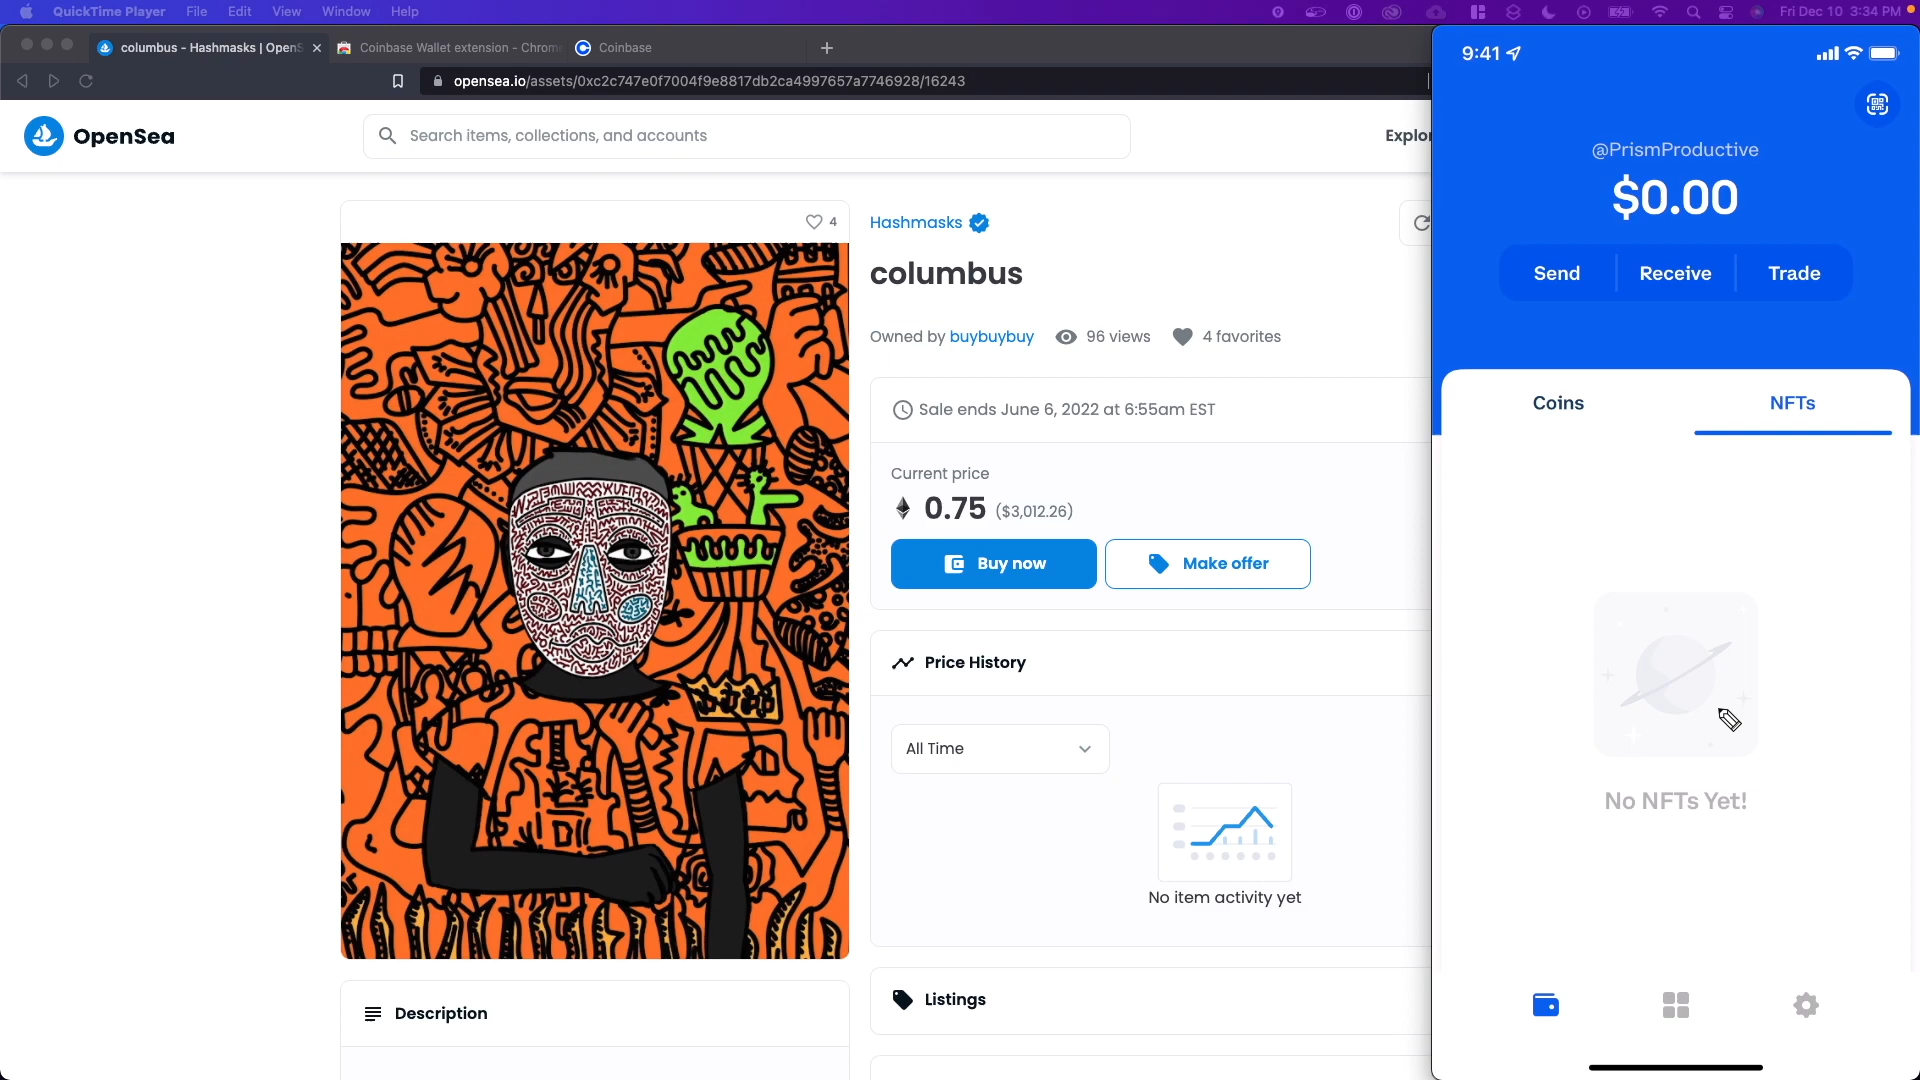 QuickTime Player File Edit View Window Help
Fri Dec 10 3:34 PM
columbus - Hashmasks | OpenS
Coinbase Wallet extension - Chrom
Coinbase
opensea.io/assets/0xc2c747e0f7004f9e8817db2ca4997657a7746928/16243
OpenSea
Search items, collections, and accounts
Explor
4
Hashmasks
columbus
Owned by buybuybuy
96 views
4 favorites
Sale ends June 6, 2022 at 6:55am EST
Current price
0.75 ($3,012.26)
Buy now
Make offer
Price History
All Time
No item activity yet
Listings
Description
9:41
@PrismProductive
$0.00
Send
Receive
Trade
Coins
NFTs
No NFTs Yet!